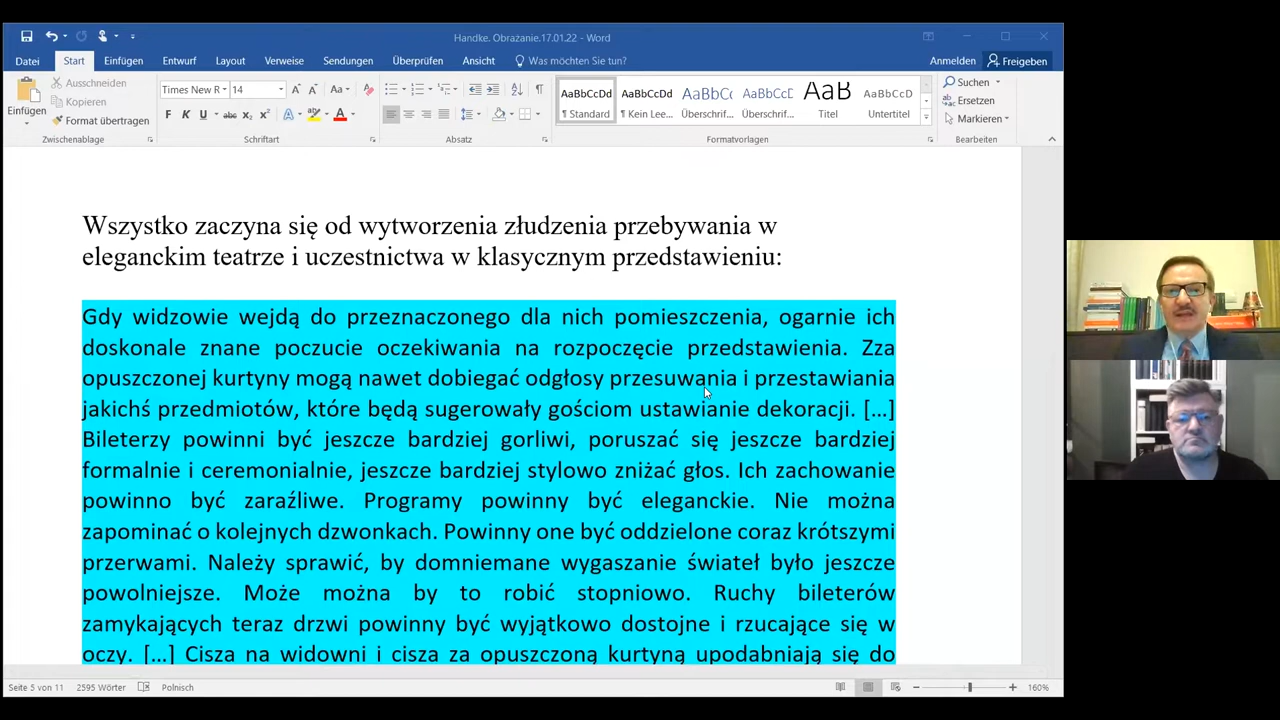 Handke. Obrażanie.17.01.22 - Word
Datei Start Einfügen Entwurf Layout Verweise Sendungen Überprüfen Ansicht Was möchten Sie tun? Anmelden Freigeben
Einfügen
Ausschneiden
Kopieren
Format übertragen
Zwischenablage
Times New R 14 A A Aa
F K U abc x₂ x² A A
Schriftart
Absatz
AaBbCcDd AaBbCcDd AaBbCc AaBbCcD AaB AaBbCcD
¶ Standard ¶ Kein Lee... Überschrif... Überschrif... Titel Untertitel
Formatvorlagen
Suchen
Ersetzen
Markieren
Bearbeiten
Wszystko zaczyna się od wytworzenia złudzenia przebywania w
eleganckim teatrze i uczestnictwa w klasycznym przedstawieniu:
Gdy widzowie wejdą do przeznaczonego dla nich pomieszczenia, ogarnie ich
doskonale znane poczucie oczekiwania na rozpoczęcie przedstawienia. Zza
opuszczonej kurtyny mogą nawet dobiegać odgłosy przesuwania i przestawiania
jakichś przedmiotów, które będą sugerowały gościom ustawianie dekoracji. [...]
Bileterzy powinni być jeszcze bardziej gorliwi, poruszać się jeszcze bardziej
formalnie i ceremonialnie, jeszcze bardziej stylowo zniżać głos. Ich zachowanie
powinno być zaraźliwe. Programy powinny być eleganckie. Nie można
zapominać o kolejnych dzwonkach. Powinny one być oddzielone coraz krótszymi
przerwami. Należy sprawić, by domniemane wygaszanie świateł było jeszcze
powolniejsze. Może można by to robić stopniowo. Ruchy bileterów
zamykających teraz drzwi powinny być wyjątkowo dostojne i rzucające się w
oczy. [...] Cisza na widowni i cisza za opuszczoną kurtyną upodabniają się do
Seite 5 von 11 2595 Wörter Polnisch 160%